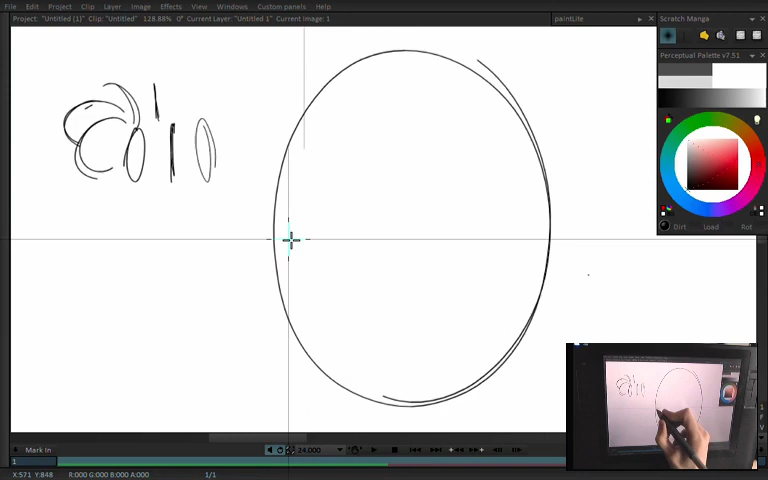 File Edit Project Clip Layer Image Effects View Windows Custom panels Help
Project: "Untitled (1)" Clip: "Untitled" 128.88% 0° Current Layer: "Untitled 1" Current Image: 1
paintLite
Scratch Manga
Perceptual Palette v7.51
Dirt Load Rot
Mark In
24.000
1
X:571 Y:848 R:000 G:000 B:000 A:000 1/1
1
F
V